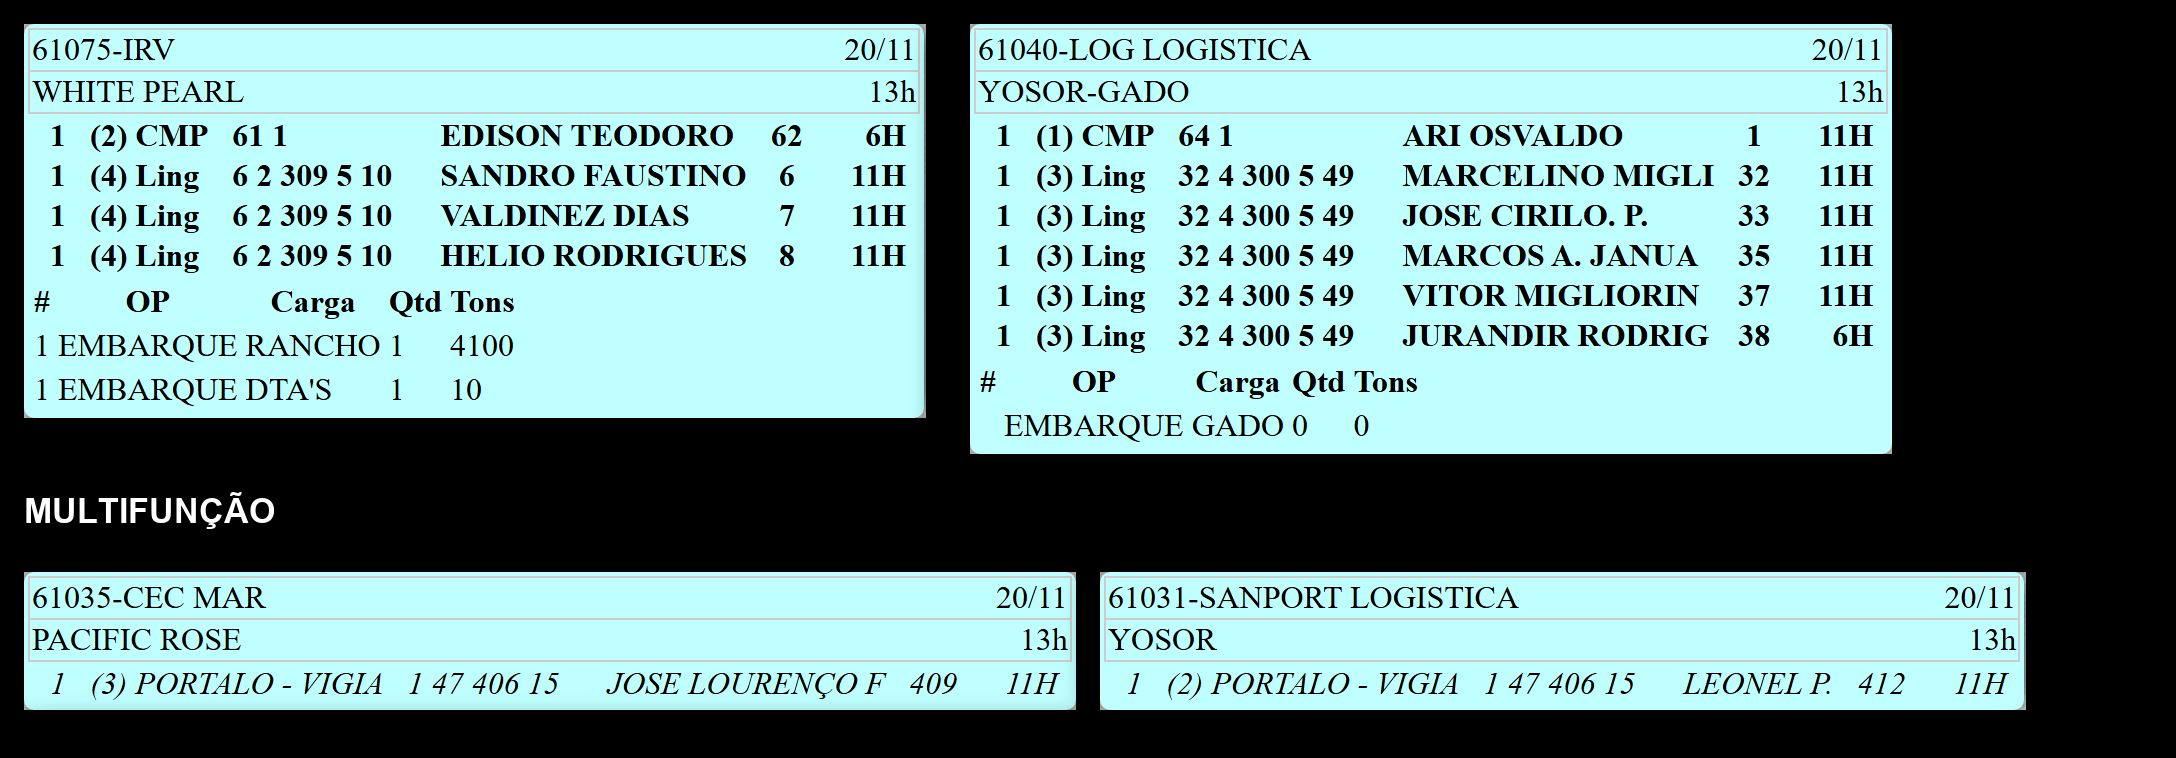 61075-IRV 20/11
WHITE PEARL 13h
1 (2) CMP 61 1 EDISON TEODORO 62 6H
1 (4) Ling 6 2 309 5 10 SANDRO FAUSTINO 6 11H
1 (4) Ling 6 2 309 5 10 VALDINEZ DIAS 7 11H
1 (4) Ling 6 2 309 5 10 HELIO RODRIGUES 8 11H
# OP Carga Qtd Tons
1 EMBARQUE RANCHO 1 4100
1 EMBARQUE DTA'S 1 10
61040-LOG LOGISTICA 20/11
YOSOR-GADO 13h
1 (1) CMP 64 1 ARI OSVALDO 1 11H
1 (3) Ling 32 4 300 5 49 MARCELINO MIGLI 32 11H
1 (3) Ling 32 4 300 5 49 JOSE CIRILO. P. 33 11H
1 (3) Ling 32 4 300 5 49 MARCOS A. JANUA 35 11H
1 (3) Ling 32 4 300 5 49 VITOR MIGLIORIN 37 11H
1 (3) Ling 32 4 300 5 49 JURANDIR RODRIG 38 6H
# OP Carga Qtd Tons
EMBARQUE GADO 0 0
MULTIFUNÇÃO
61035-CEC MAR 20/11
PACIFIC ROSE 13h
1 (3) PORTALO - VIGIA 1 47 406 15 JOSE LOURENÇO F 409 11H
61031-SANPORT LOGISTICA 20/11
YOSOR 13h
1 (2) PORTALO - VIGIA 1 47 406 15 LEONEL P. 412 11H